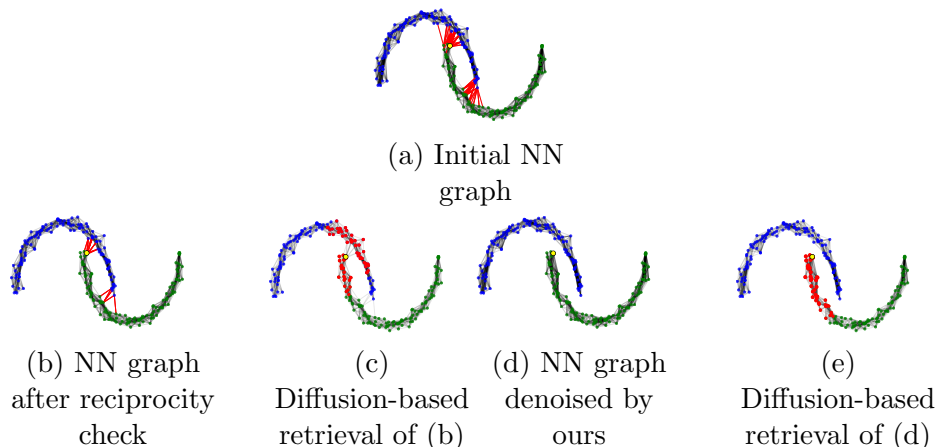 (a) Initial NN
graph
(b) NN graph
after reciprocity
check
(c)
Diffusion-based
retrieval of (b)
(d) NN graph
denoised by
ours
(e)
Diffusion-based
retrieval of (d)